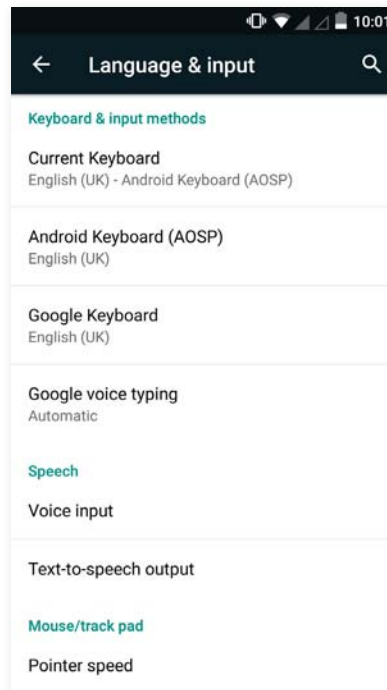 10:01
Language & input
Keyboard & input methods
Current Keyboard
English (UK) - Android Keyboard (AOSP)
Android Keyboard (AOSP)
English (UK)
Google Keyboard
English (UK)
Google voice typing
Automatic
Speech
Voice input
Text-to-speech output
Mouse/track pad
Pointer speed